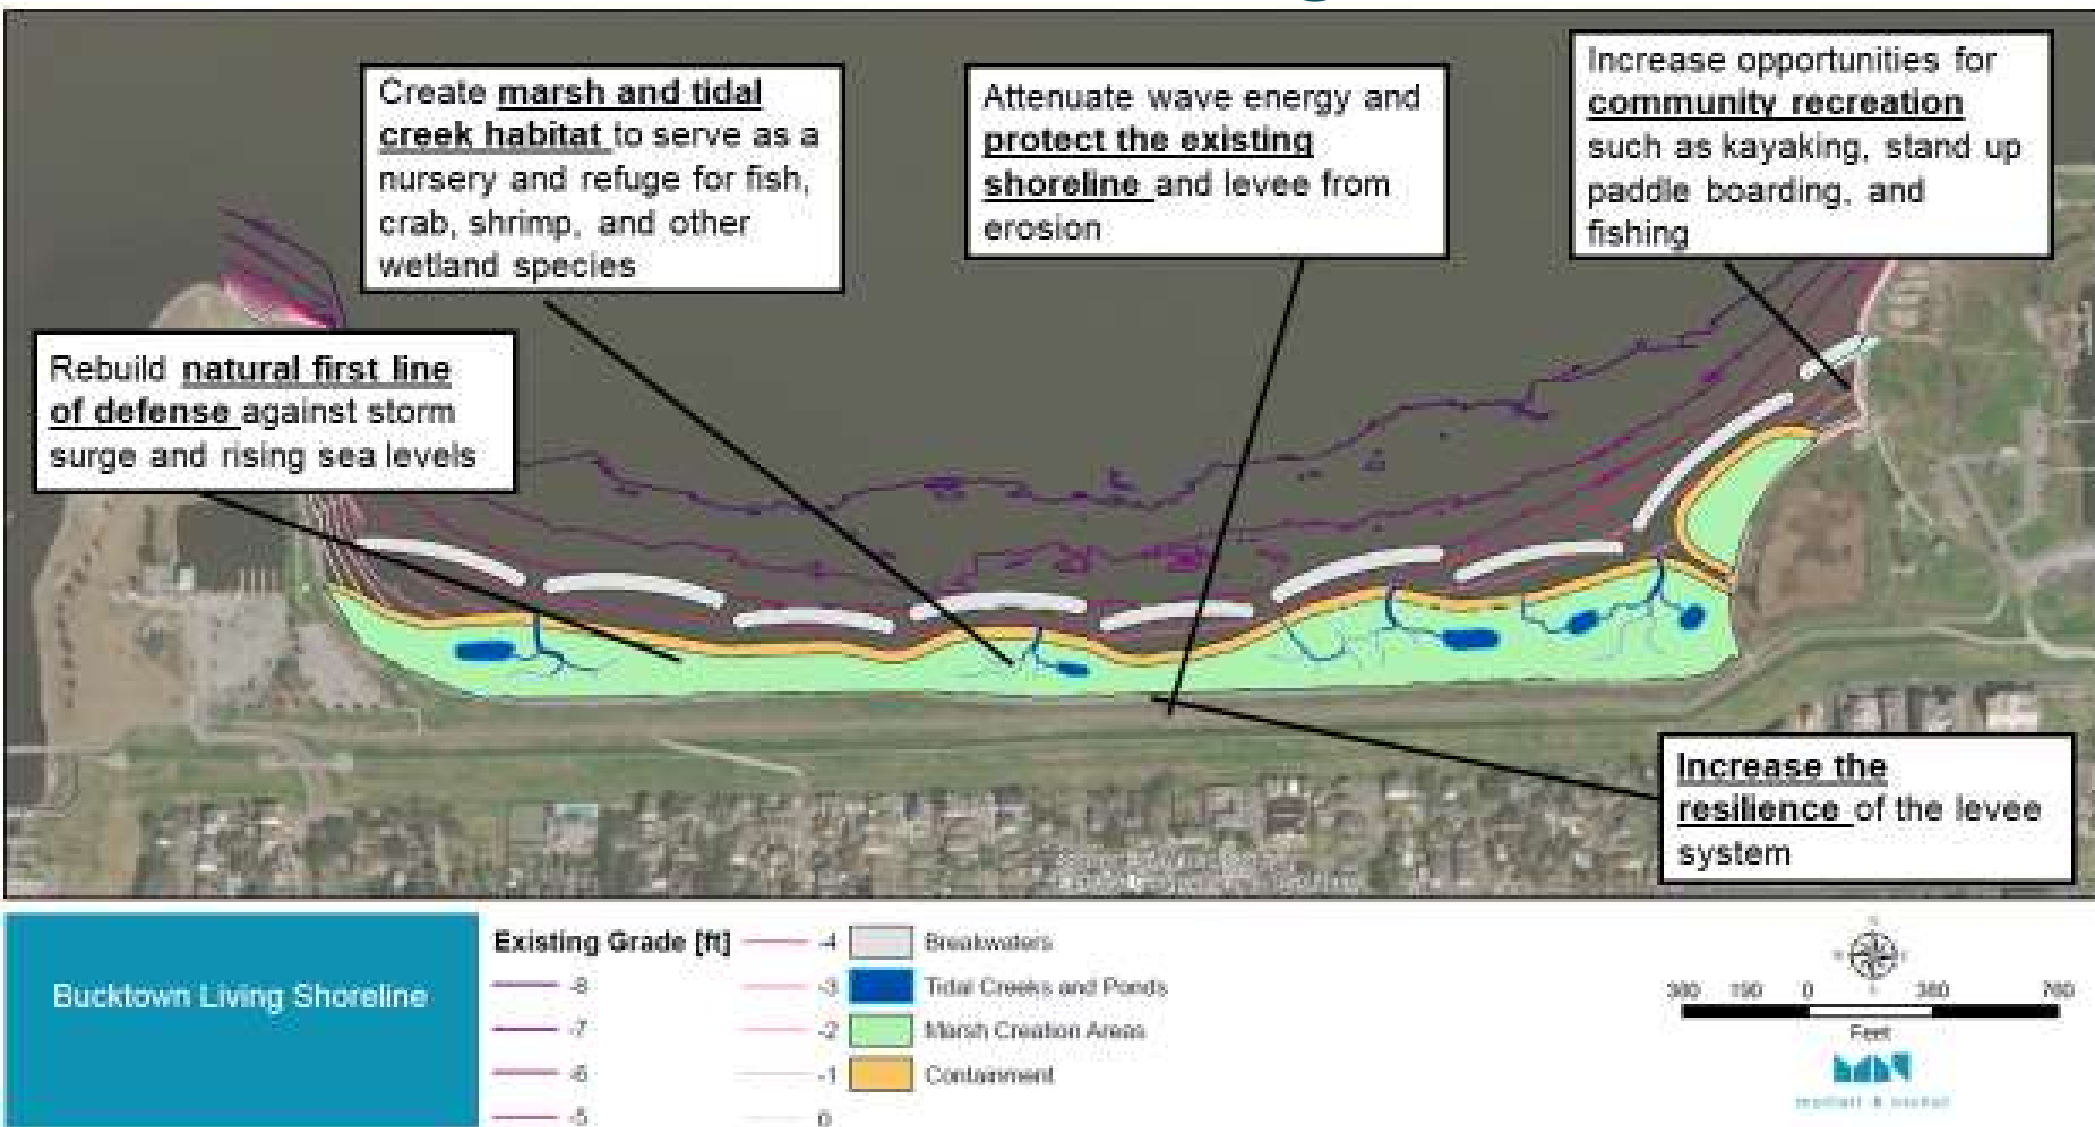 Create marsh and tidal
creek habitat to serve as a
nursery and refuge for fish,
crab, shrimp, and other
wetland species
Attenuate wave energy and
protect the existing
shoreline and levee from
erosion
Increase opportunities for
community recreation
such as kayaking, stand up
paddle boarding, and
fishing
Rebuild natural first line
of defense against storm
surge and rising sea levels
Increase the
resilience of the levee
system
Bucktown Living Shoreline
Existing Grade [ft]
-8
-7
-6
-5
-4
-3
-2
-1
0
Breakwaters
Tidal Creeks and Ponds
Marsh Creation Areas
Containment
380 190 0 380 760
Feet
moffatt & nichol